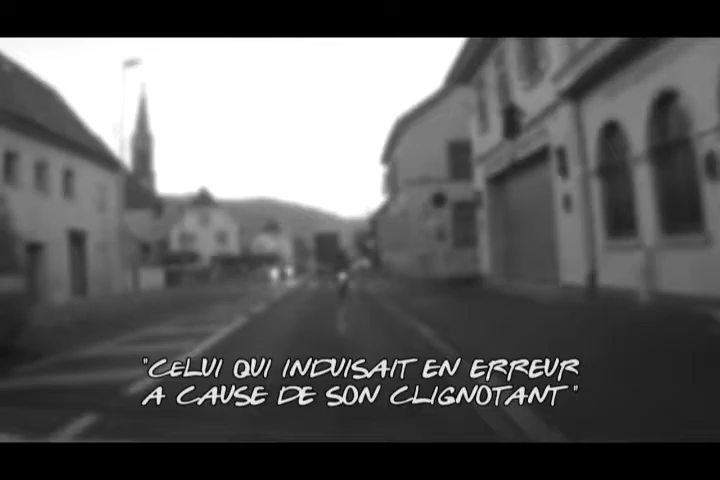 "CELUI QUI INDUISAIT EN ERREUR
A CAUSE DE SON CLIGNOTANT"